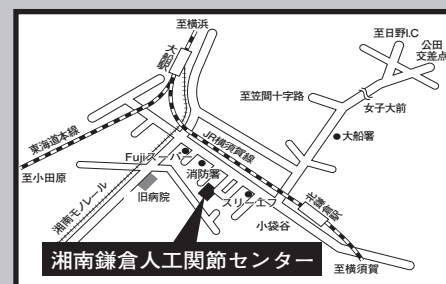 至横浜
至日野I.C
公田
交差点
大船駅
至笠間十字路
女子大前
大船署
東海道本線
JR横須賀線
Fujiスーパー
消防署
至小田原
旧病院
スリーエフ
北鎌倉駅
湘南モノレール
小袋谷
湘南鎌倉人工関節センター
至横須賀